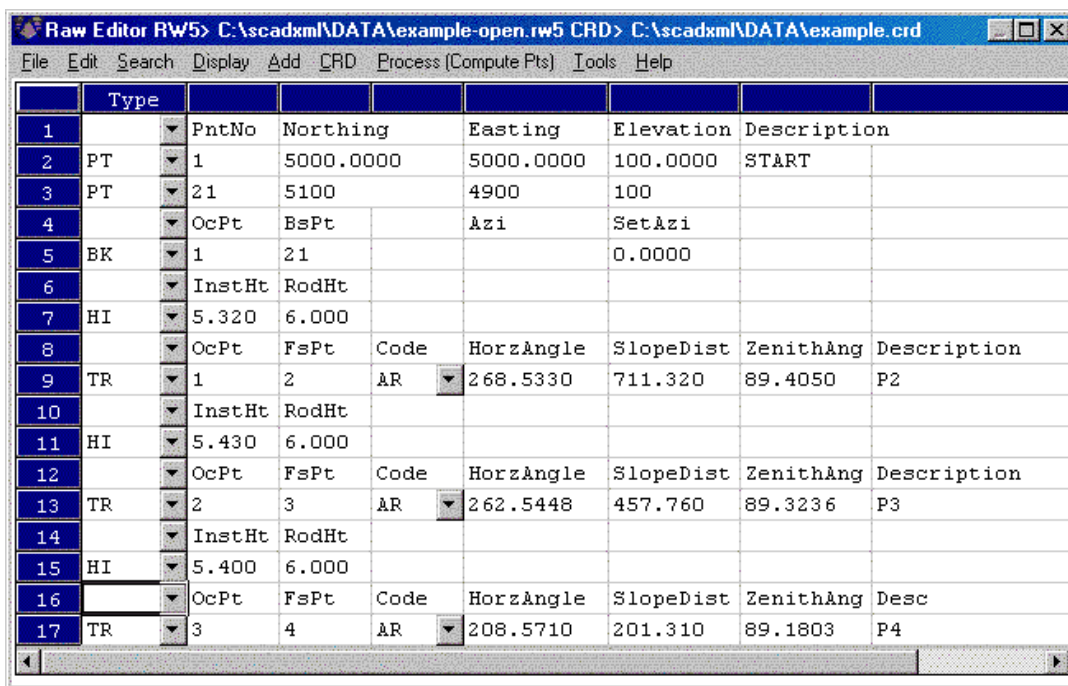 Raw Editor RW5> C:\scadxml\DATA\example-open.rw5 CRD> C:\scadxml\DATA\example.crd
File Edit Search Display Add CRD Process (Compute Pts) Tools Help
Type
1 PntNo Northing Easting Elevation Description
2 PT 1 5000.0000 5000.0000 100.0000 START
3 PT 21 5100 4900 100
4 OcPt BsPt Azi SetAzi
5 BK 1 21 0.0000
6 InstHt RodHt
7 HI 5.320 6.000
8 OcPt FsPt Code HorzAngle SlopeDist ZenithAng Description
9 TR 1 2 AR 268.5330 711.320 89.4050 P2
10 InstHt RodHt
11 HI 5.430 6.000
12 OcPt FsPt Code HorzAngle SlopeDist ZenithAng Description
13 TR 2 3 AR 262.5448 457.760 89.3236 P3
14 InstHt RodHt
15 HI 5.400 6.000
16 OcPt FsPt Code HorzAngle SlopeDist ZenithAng Desc
17 TR 3 4 AR 208.5710 201.310 89.1803 P4